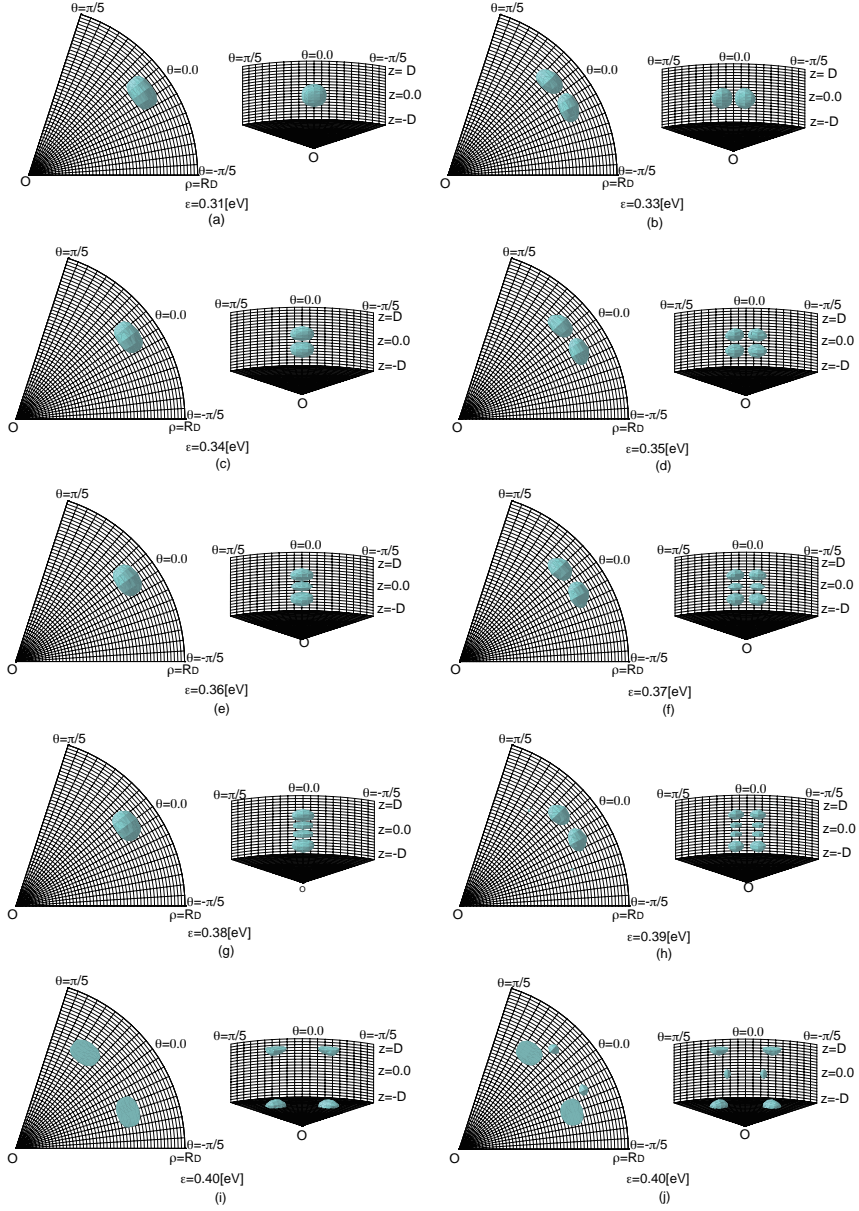 θ=π/5
θ=0.0
θ=-π/5
O
ρ=RD
θ=π/5
θ=0.0
θ=-π/5
z= D
z=0.0
z=-D
O
ε=0.31[eV]
(a)
θ=π/5
θ=0.0
θ=-π/5
O
ρ=RD
θ=π/5
θ=0.0
θ=-π/5
z= D
z=0.0
z=-D
O
ε=0.33[eV]
(b)
θ=π/5
θ=0.0
θ=-π/5
O
ρ=RD
θ=π/5
θ=0.0
θ=-π/5
z=D
z=0.0
z=-D
O
ε=0.34[eV]
(c)
θ=π/5
θ=0.0
θ=-π/5
O
ρ=RD
θ=π/5
θ=0.0
θ=-π/5
z=D
z=0.0
z=-D
O
ε=0.35[eV]
(d)
θ=π/5
θ=0.0
θ=-π/5
O
ρ=RD
θ=π/5
θ=0.0
θ=-π/5
z=D
z=0.0
z=-D
O
ε=0.36[eV]
(e)
θ=π/5
θ=0.0
θ=-π/5
O
ρ=RD
θ=π/5
θ=0.0
θ=-π/5
z=D
z=0.0
z=-D
O
ε=0.37[eV]
(f)
θ=π/5
θ=0.0
θ=-π/5
O
ρ=RD
θ=π/5
θ=0.0
θ=-π/5
z=D
z=0.0
z=-D
O
ε=0.38[eV]
(g)
θ=π/5
θ=0.0
θ=-π/5
O
ρ=RD
θ=π/5
θ=0.0
θ=-π/5
z=D
z=0.0
z=-D
O
ε=0.39[eV]
(h)
θ=π/5
θ=0.0
θ=-π/5
O
ρ=RD
θ=π/5
θ=0.0
θ=-π/5
z=D
z=0.0
z=-D
O
ε=0.40[eV]
(i)
θ=π/5
θ=0.0
θ=-π/5
O
ρ=RD
θ=π/5
θ=0.0
θ=-π/5
z=D
z=0.0
z=-D
O
ε=0.40[eV]
(j)